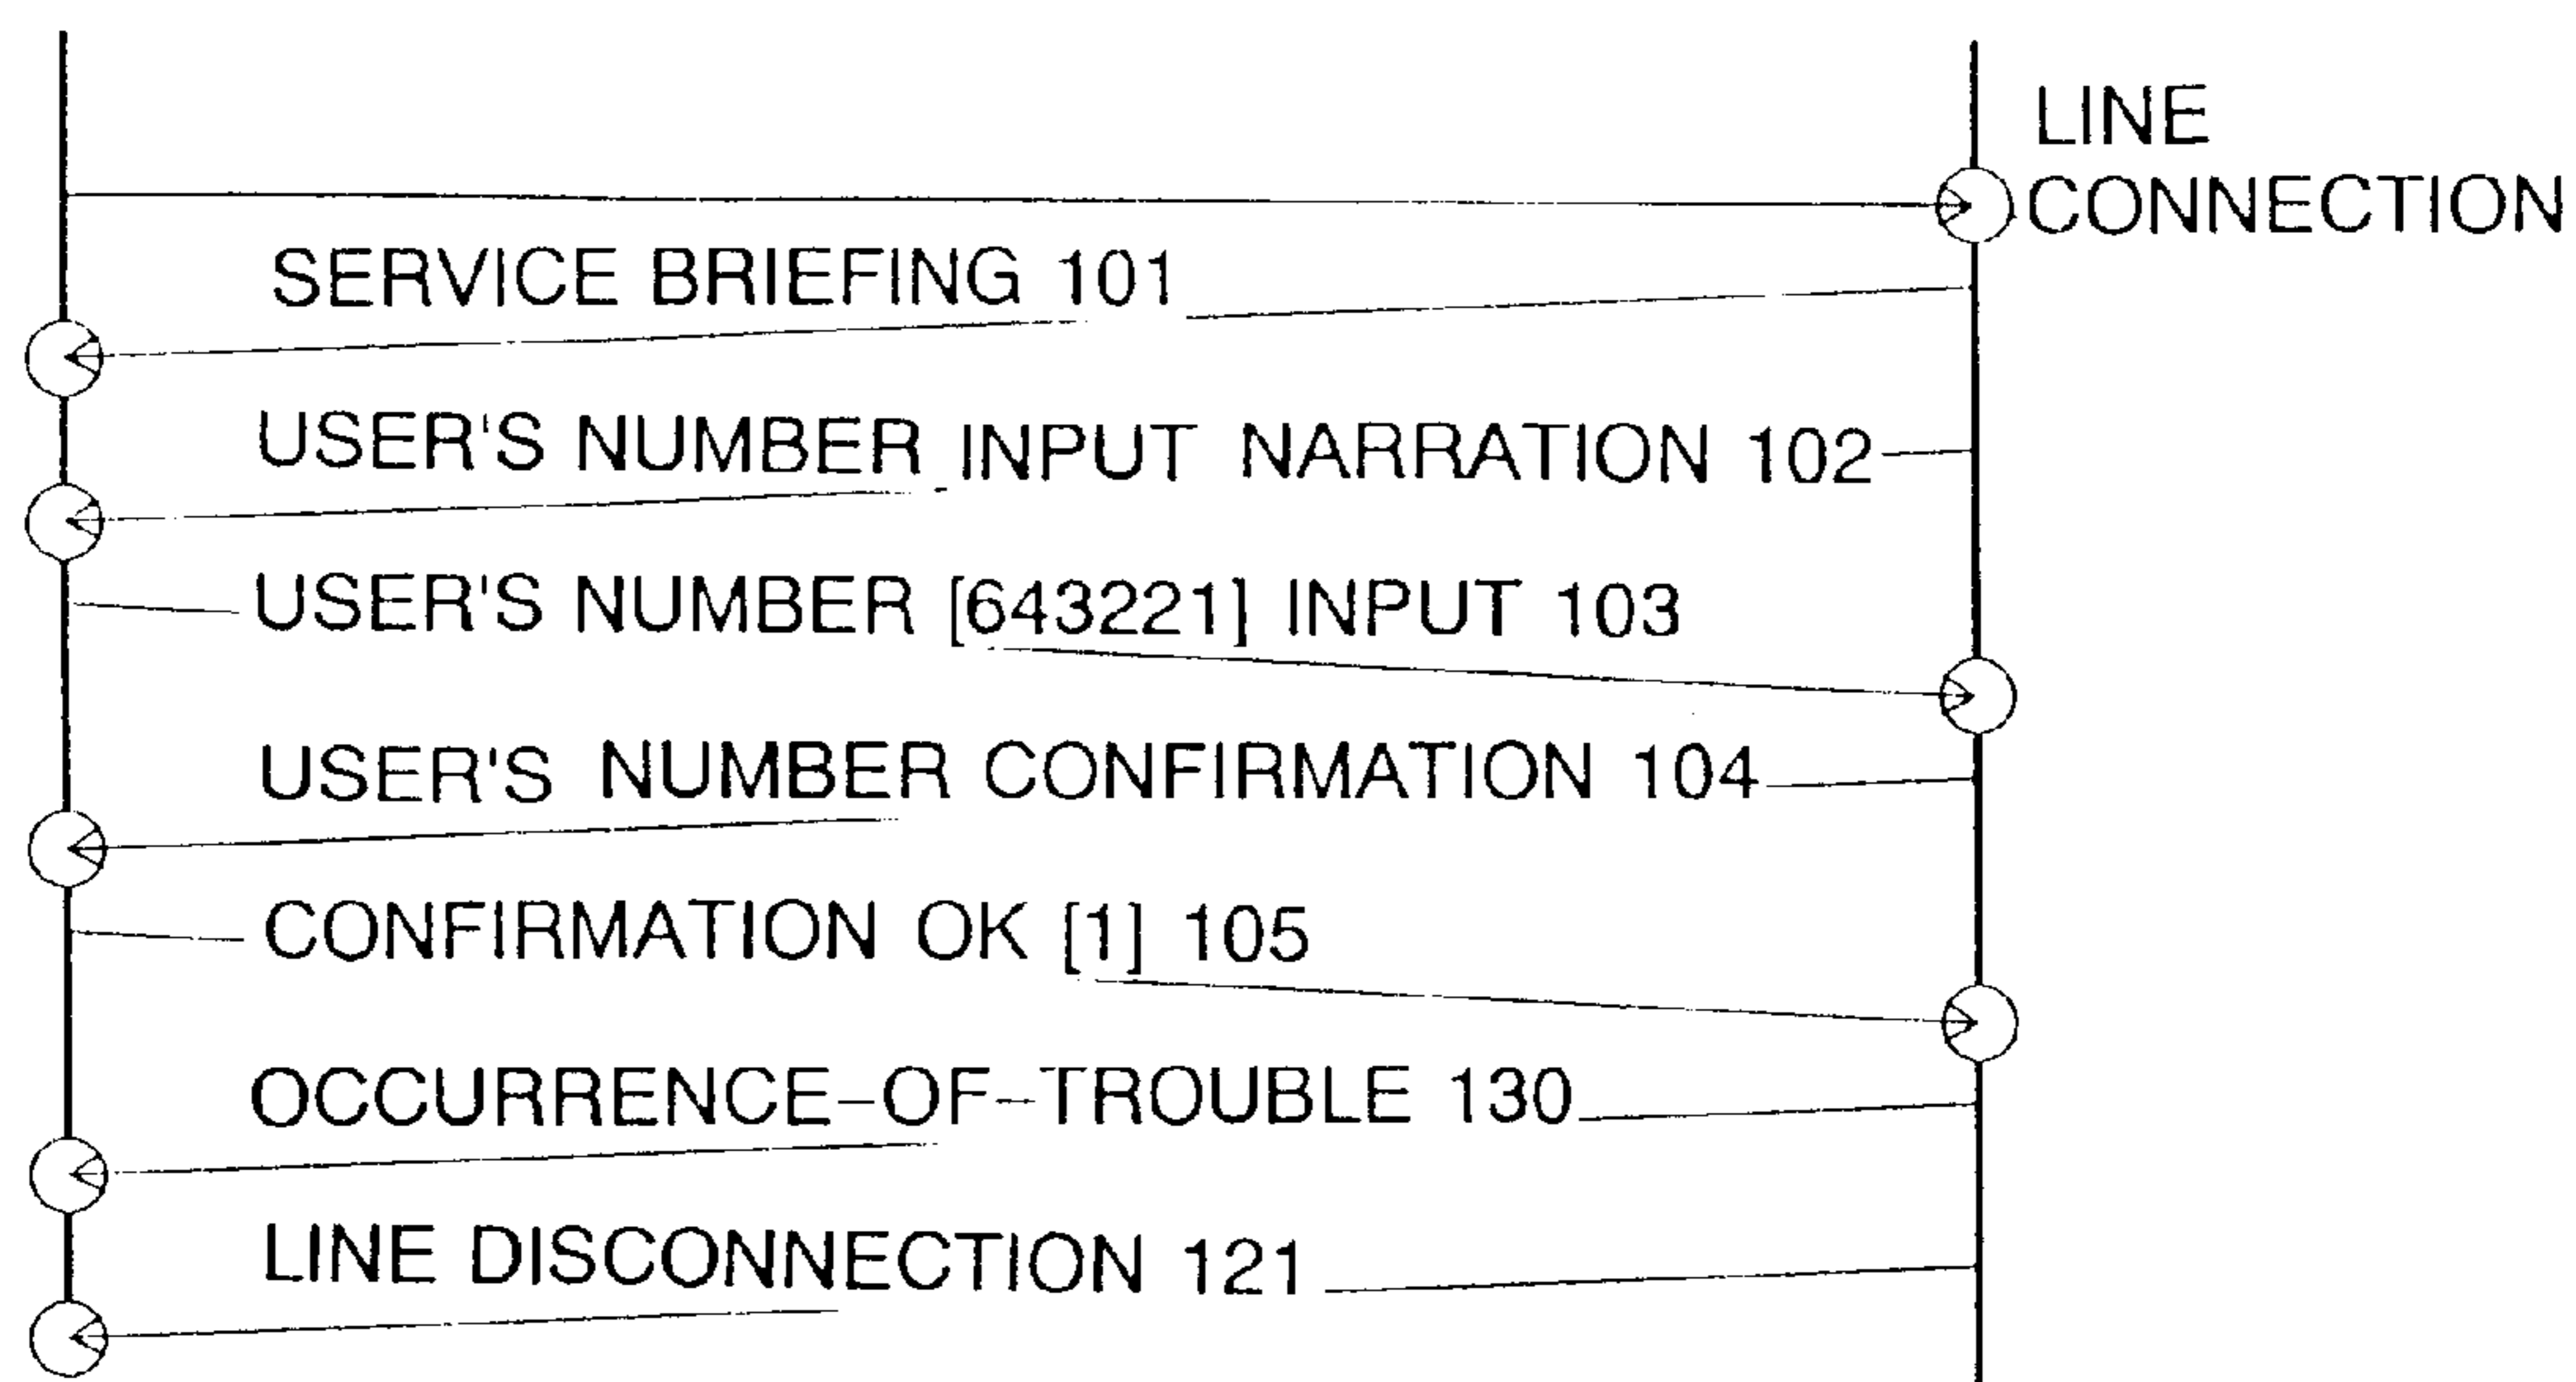 LINE
CONNECTION
SERVICE BRIEFING 101
USER'S NUMBER INPUT NARRATION 102
USER'S NUMBER [643221] INPUT 103
USER'S NUMBER CONFIRMATION 104
CONFIRMATION OK [1] 105
OCCURRENCE-OF-TROUBLE 130
LINE DISCONNECTION 121